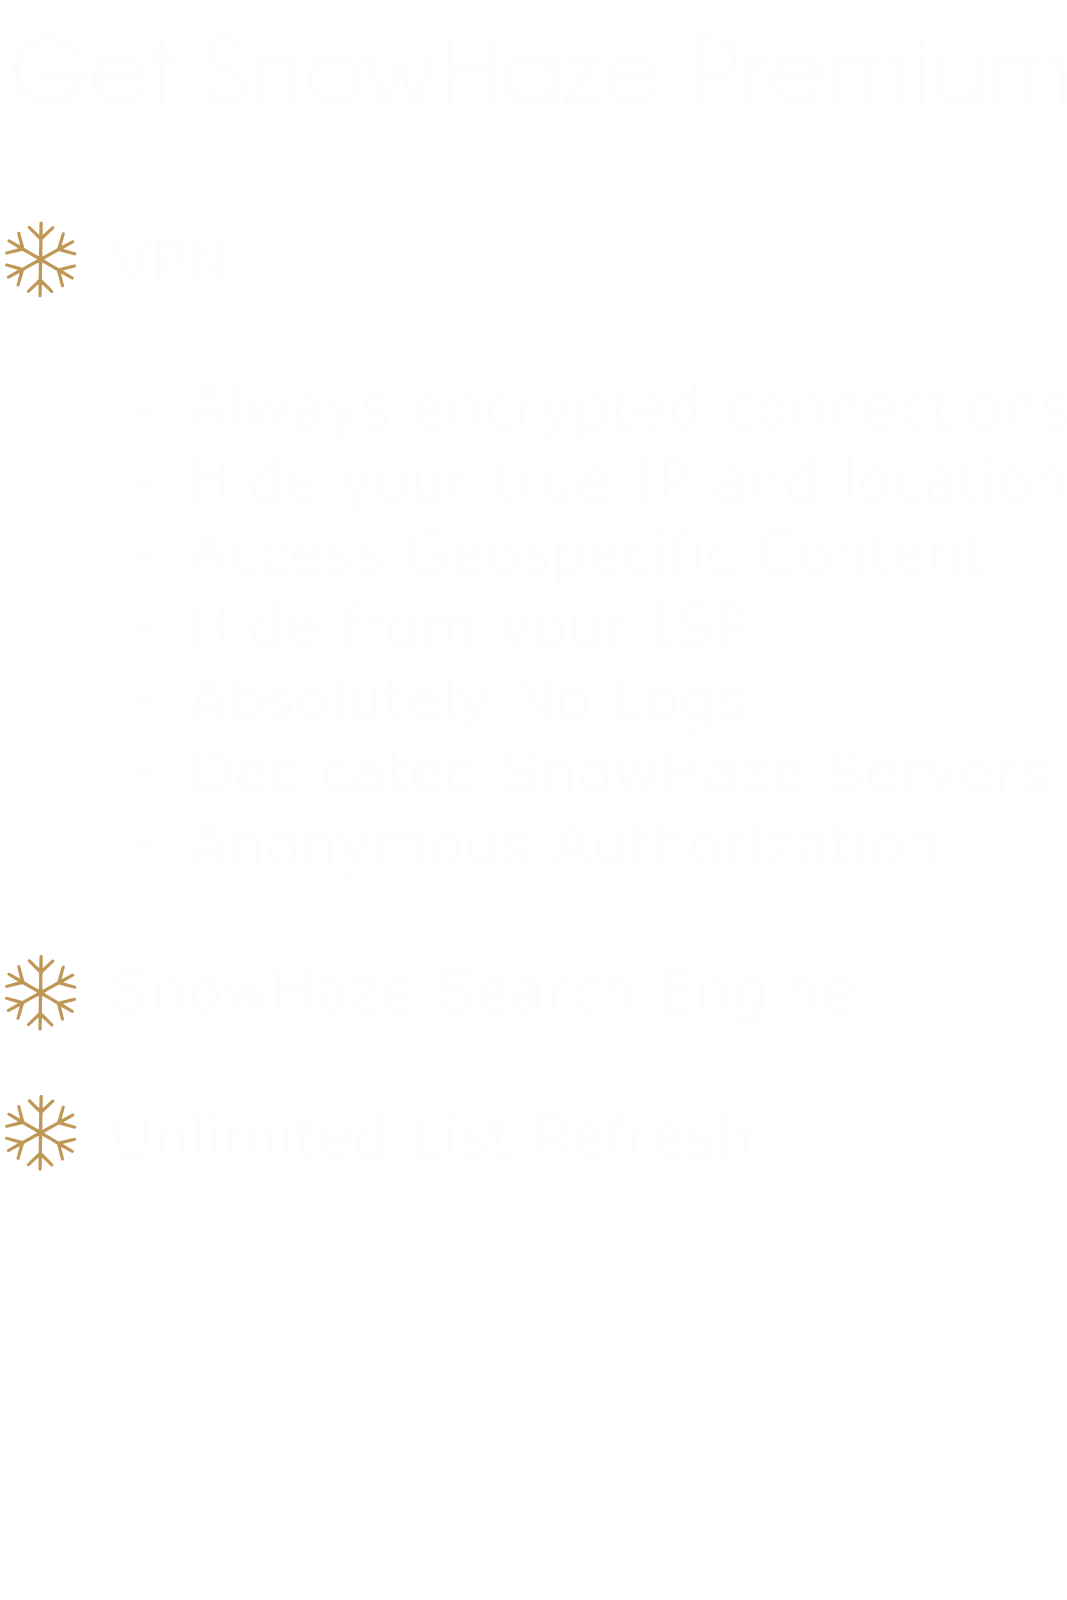 Get SnowHaze Premium
VPN
- Always encrypted connections
- Hide your true IP and location
- Access Geospecific Content
- Hide from your ISP
- Absolutely No Logs
- Dedicated SnowHaze Servers
- Anonymous Authorization
SnowHaze Search Engine
Unlimited List Refresh